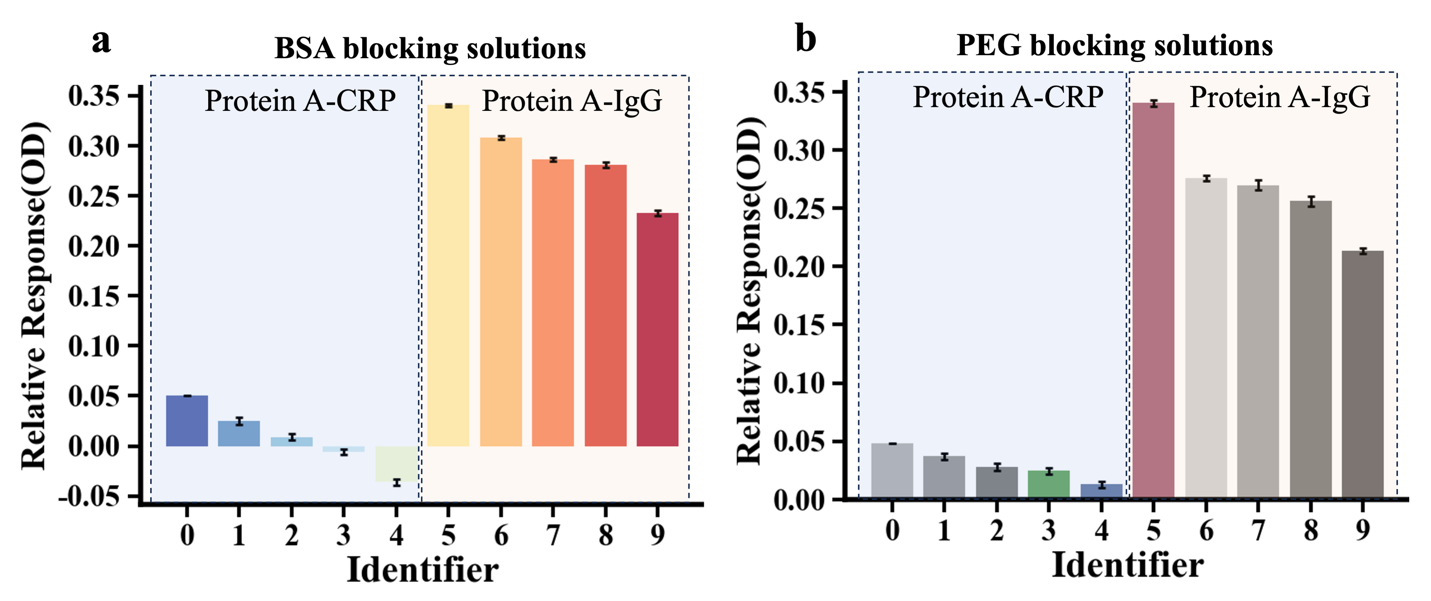 a
BSA blocking solutions
Protein A-CRP
Protein A-IgG
Relative Response(OD)
0.35
0.30
0.25
0.20
0.15
0.10
0.05
0.00
-0.05
0 1 2 3 4 5 6 7 8 9
Identifier
b
PEG blocking solutions
Protein A-CRP
Protein A-IgG
Relative Response(OD)
0.35
0.30
0.25
0.20
0.15
0.10
0.05
0.00
0 1 2 3 4 5 6 7 8 9
Identifier